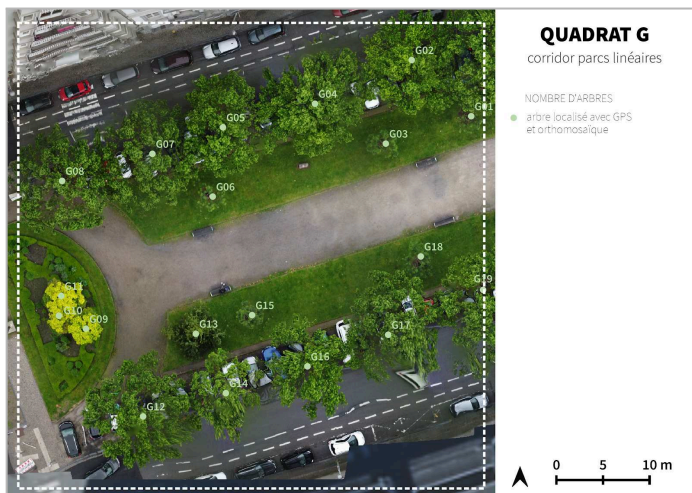 QUADRAT G
corridor parcs linéaires
NOMBRE D'ARBRES
arbre localisé avec GPS
et orthomosaïque
G02
G04
G01
G05
G03
G07
G08
G06
G18
G19
G11
G10
G09
G15
G13
G17
G16
G14
G12
0 5 10 m